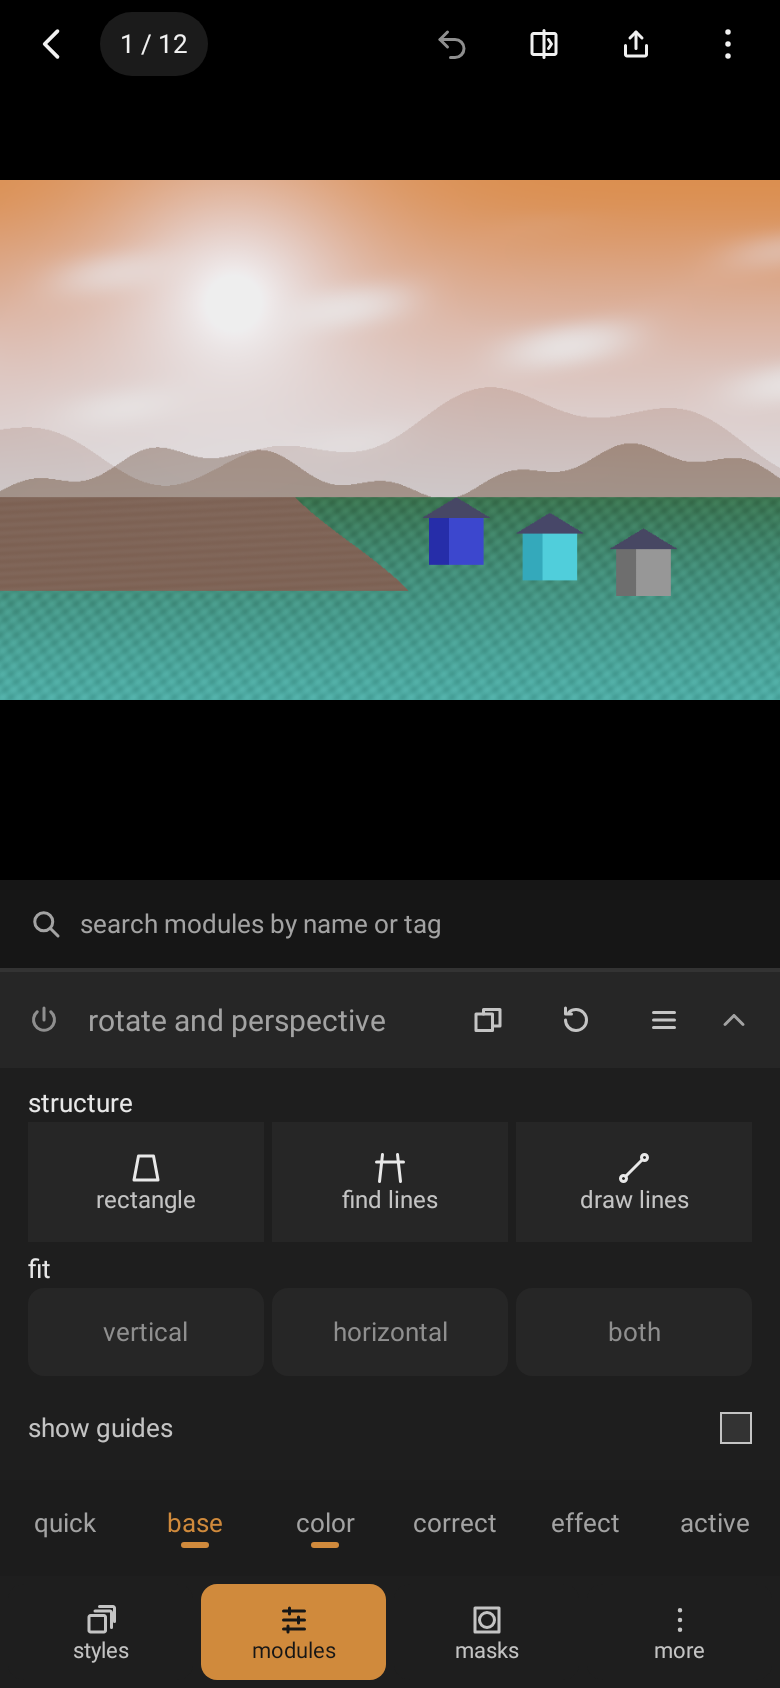 1 / 12
search modules by name or tag
rotate and perspective
structure
rectangle find lines draw lines
fit
vertical horizontal both
show guides
quick base color correct effect active
styles modules masks more